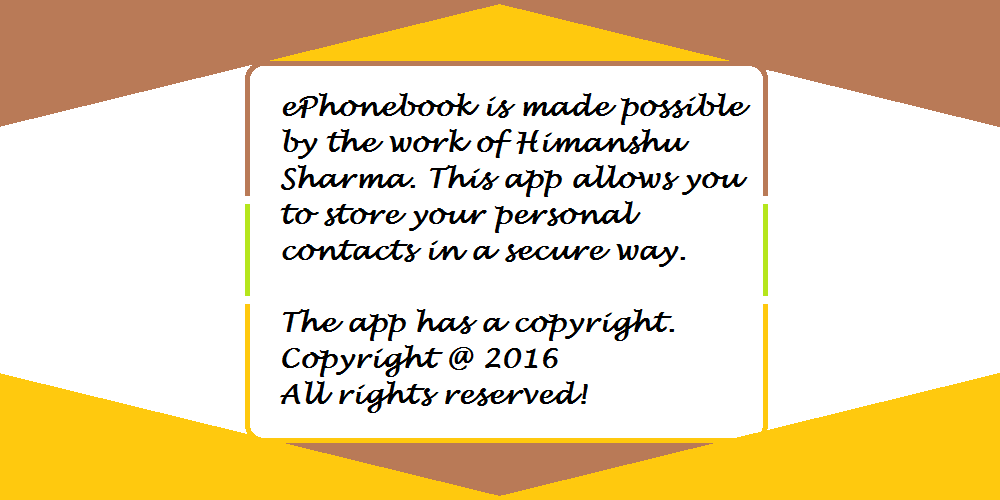 ePhonebook is made possible
by the work of Himanshu
Sharma. This app allows you
to store your personal
contacts in a secure way.
The app has a copyright.
Copyright @ 2016
All rights reserved!